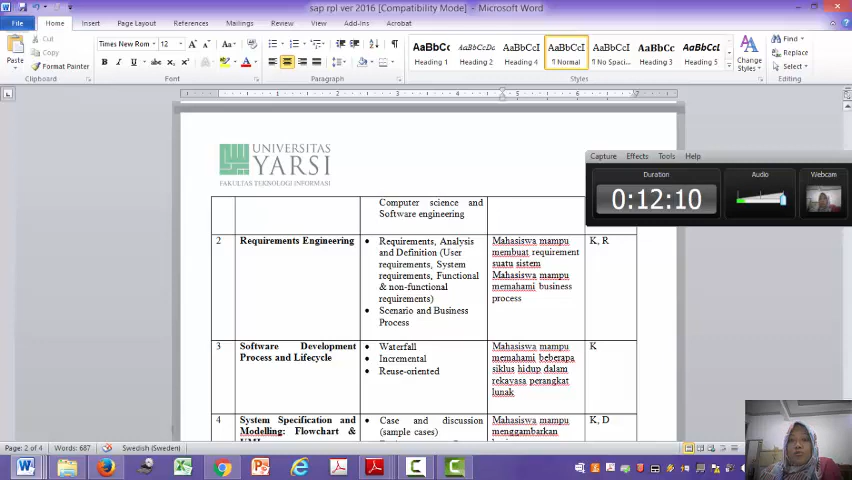 sap rpl ver 2016 [Compatibility Mode] - Microsoft Word
File Home Insert Page Layout References Mailings Review View Add-Ins Acrobat
Paste
Cut
Copy
Format Painter
Clipboard
Times New Rom 12
Font
Paragraph
AaBbCc AaBbCcDc AaBbCcI AaBbCcI AaBbCcI AaBbCc AaBbCcL
Heading 1 Heading 2 Heading 4 ¶ Normal ¶ No Spaci... Heading 3 Heading 5
Change Styles
Styles
Find
Replace
Select
Editing
UNIVERSITAS
YARSI
FAKULTAS TEKNOLOGI INFORMASI
Capture Effects Tools Help
Duration Audio Webcam
0:12:10
Computer science and
Software engineering
2
Requirements Engineering
• Requirements, Analysis
and Definition (User
requirements, System
requirements, Functional
& non-functional
requirements)
• Scenario and Business
Process
Mahasiswa mampu
membuat requirement
suatu sistem
Mahasiswa mampu
memahami business
process
K, R
3
Software Development
Process and Lifecycle
• Waterfall
• Incremental
• Reuse-oriented
Mahasiswa mampu
memahami beberapa
siklus hidup dalam
rekayasa perangkat
lunak
K
4
System Specification and
Modelling: Flowchart &
• Case and discussion
(sample cases)
Mahasiswa mampu
menggambarkan
K, D
Page: 2 of 4 Words: 687 Swedish (Sweden)